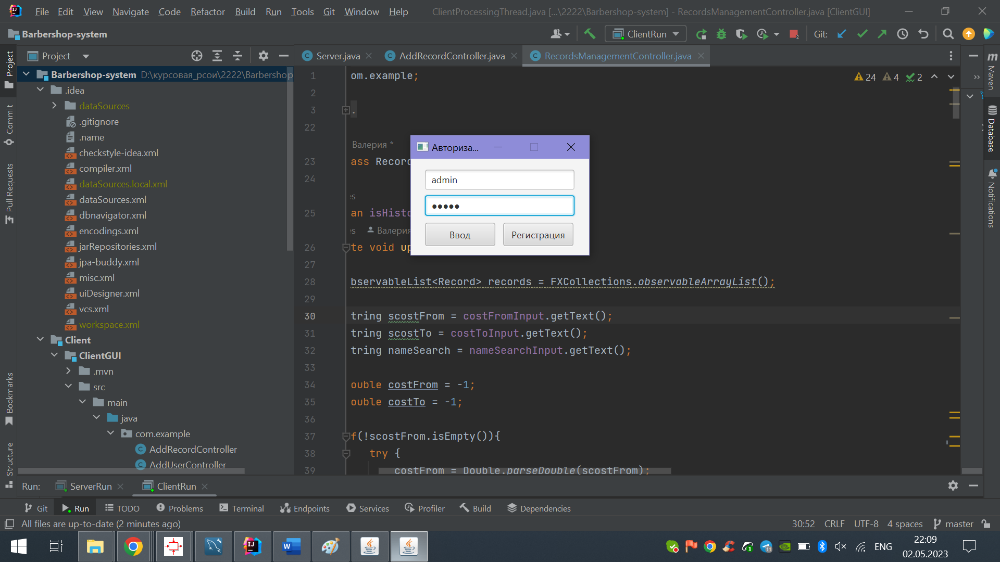 File Edit View Navigate Code Refactor Build Run Tools Git Window Help ClientProcessingThread.java [...\2222\Barbershop-system] - RecordsManagementController.java [ClientGUI]
Barbershop-system ClientRun Git:
Project Server.java AddRecordController.java RecordsManagementController.java
Barbershop-system D:\курсовая_рсои\2222\Barbershop
.idea
dataSources
.gitignore
.name
checkstyle-idea.xml
compiler.xml
dataSources.local.xml
dataSources.xml
dbnavigator.xml
encodings.xml
jarRepositories.xml
jpa-buddy.xml
misc.xml
uiDesigner.xml
vcs.xml
workspace.xml
Client
ClientGUI
.mvn
src
main
java
com.example
AddRecordController
AddUserController
Project
Commit
Pull Requests
Bookmarks
Structure
24 4 2
1 om.example;
2
3 .
22
Валерия *
23 ass Record
24
es
25 an isHisto
es Валерия
26 te void up
27
28 bservableList<Record> records = FXCollections.observableArrayList();
29
30 tring scostFrom = costFromInput.getText();
31 tring scostTo = costToInput.getText();
32 tring nameSearch = nameSearchInput.getText();
33
34 ouble costFrom = -1;
35 ouble costTo = -1;
36
37 f(!scostFrom.isEmpty()){
38 try {
39 costFrom = Double.parseDouble(scostFrom);
Авториза...
admin
Ввод Регистрация
Maven
Database
Notifications
Run: ServerRun ClientRun
Git Run TODO Problems Terminal Endpoints Services Profiler Build Dependencies
All files are up-to-date (2 minutes ago) 30:52 CRLF UTF-8 4 spaces master
ENG 22:09
02.05.2023